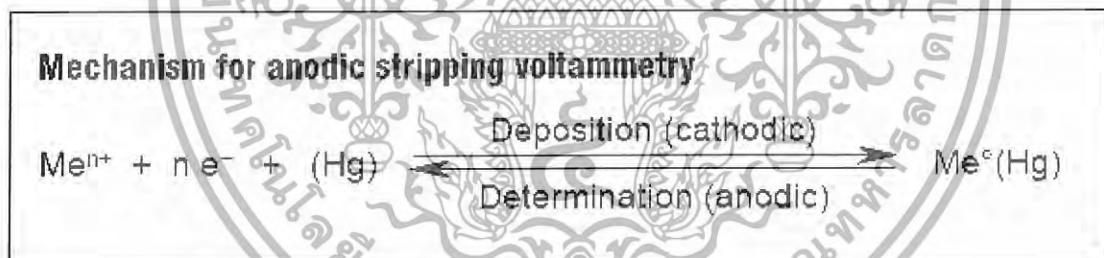 Mechanism for anodic stripping voltammetry
Deposition (cathodic)
Meⁿ⁺ + n e⁻ + (Hg) ⇌ Me°(Hg)
Determination (anodic)